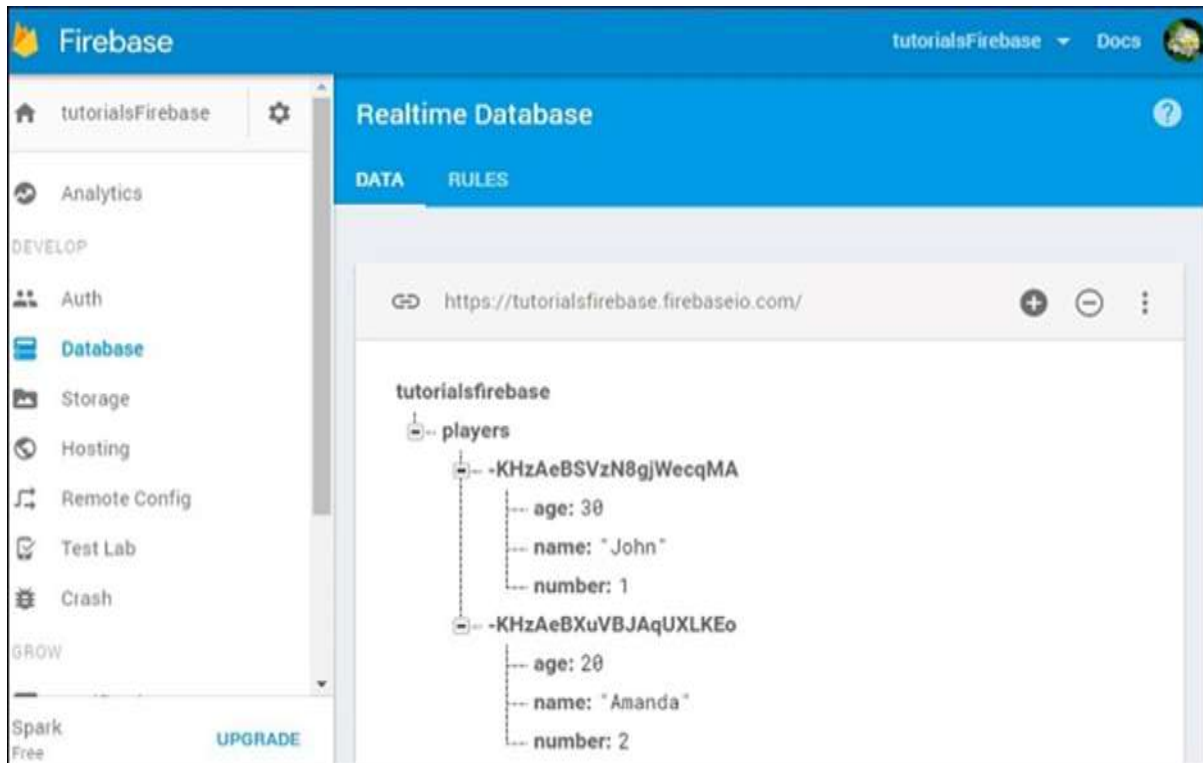 Firebase
tutorialsFirebase
Docs
tutorialsFirebase
Analytics
DEVELOP
Auth
Database
Storage
Hosting
Remote Config
Test Lab
Crash
GROW
Spark
Free
UPGRADE
Realtime Database
DATA RULES
https://tutorialsfirebase.firebaseio.com/
tutorialsfirebase
players
-KHzAeBSVzN8gjWecqMA
age: 30
name: "John"
number: 1
-KHzAeBXuVBJAqUXLKEo
age: 20
name: "Amanda"
number: 2